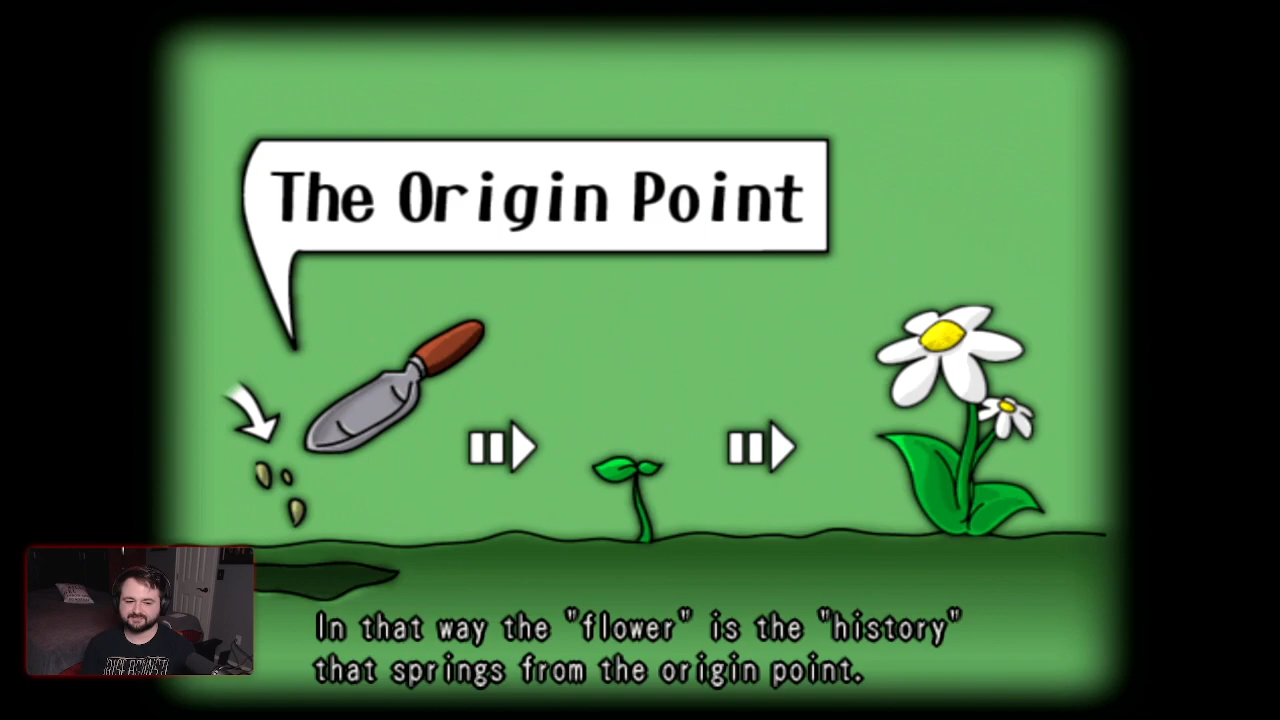 The Origin Point
In that way the "flower" is the "history"
that springs from the origin point.